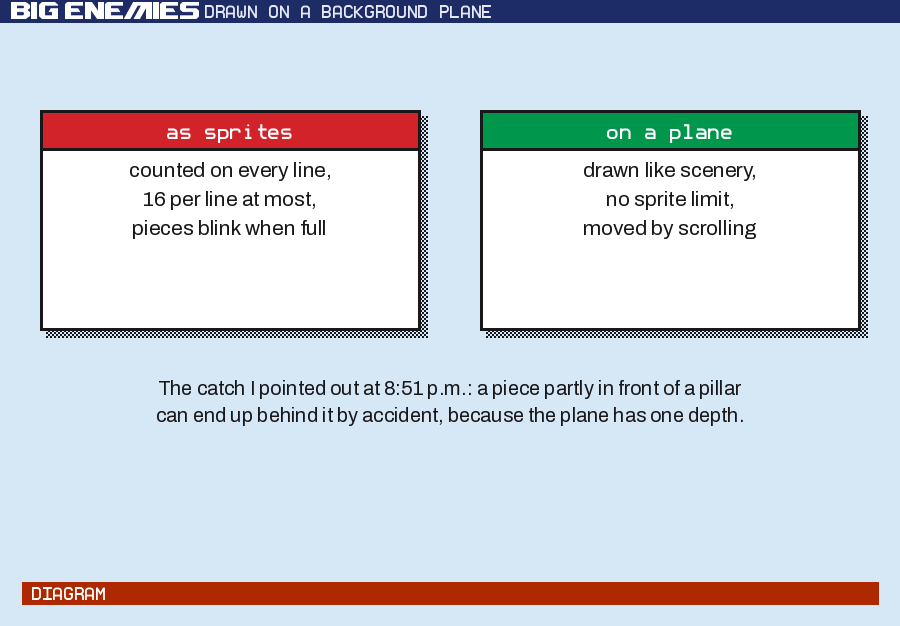 BIG ENEMIES DRAWN ON A BACKGROUND PLANE
as sprites
counted on every line,
16 per line at most,
pieces blink when full
on a plane
drawn like scenery,
no sprite limit,
moved by scrolling
The catch I pointed out at 8:51 p.m.: a piece partly in front of a pillar
can end up behind it by accident, because the plane has one depth.
DIAGRAM